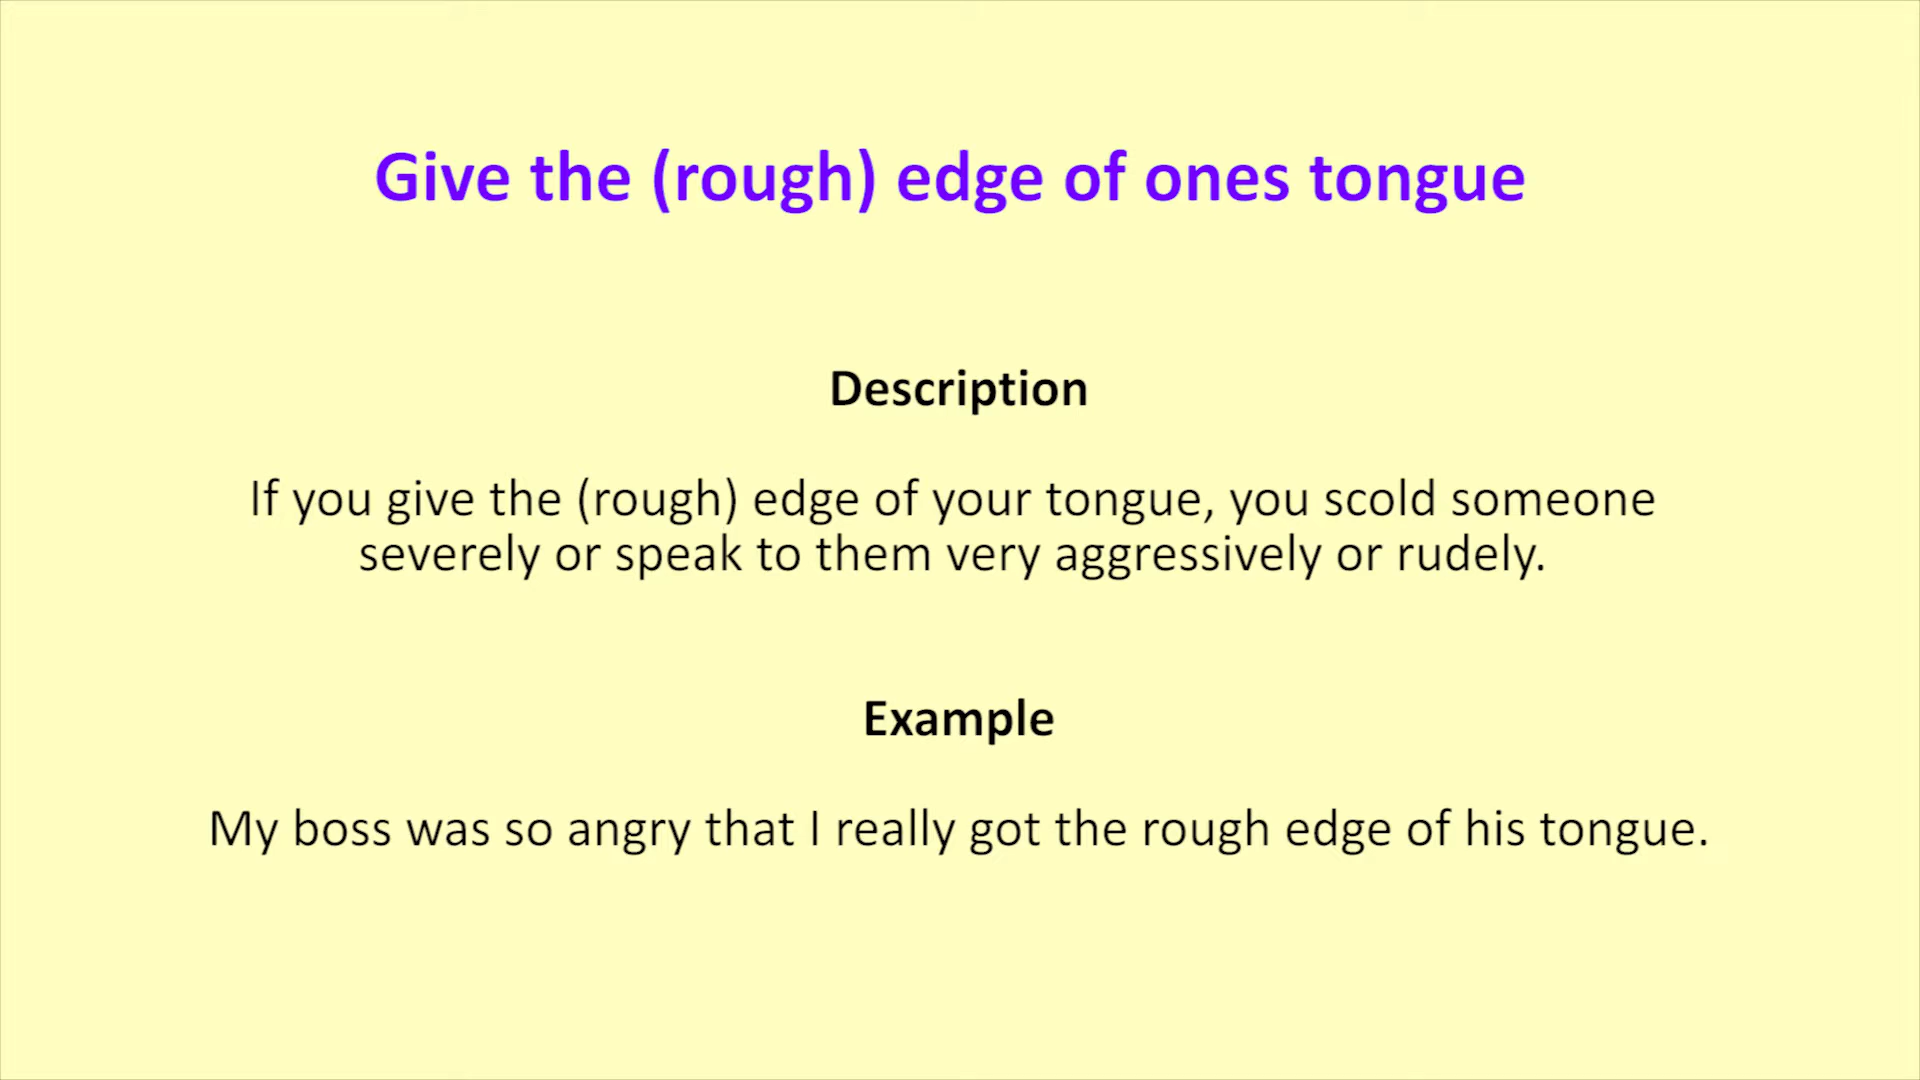 Give the (rough) edge of ones tongue
Description
If you give the (rough) edge of your tongue, you scold someone
severely or speak to them very aggressively or rudely.
Example
My boss was so angry that I really got the rough edge of his tongue.